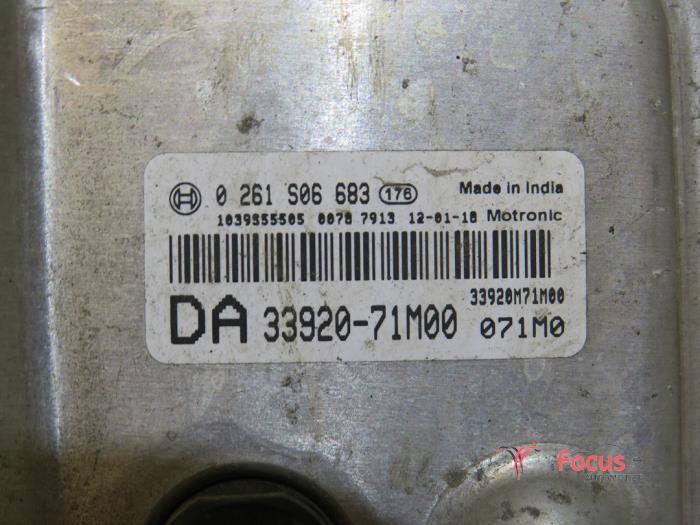 0 261 S06 683 176 Made in India
1039S55505 0078 7913 12-01-18 Motronic
33920M71M00
DA 33920-71M00 071M0
Focus
AUTOMOTIVE